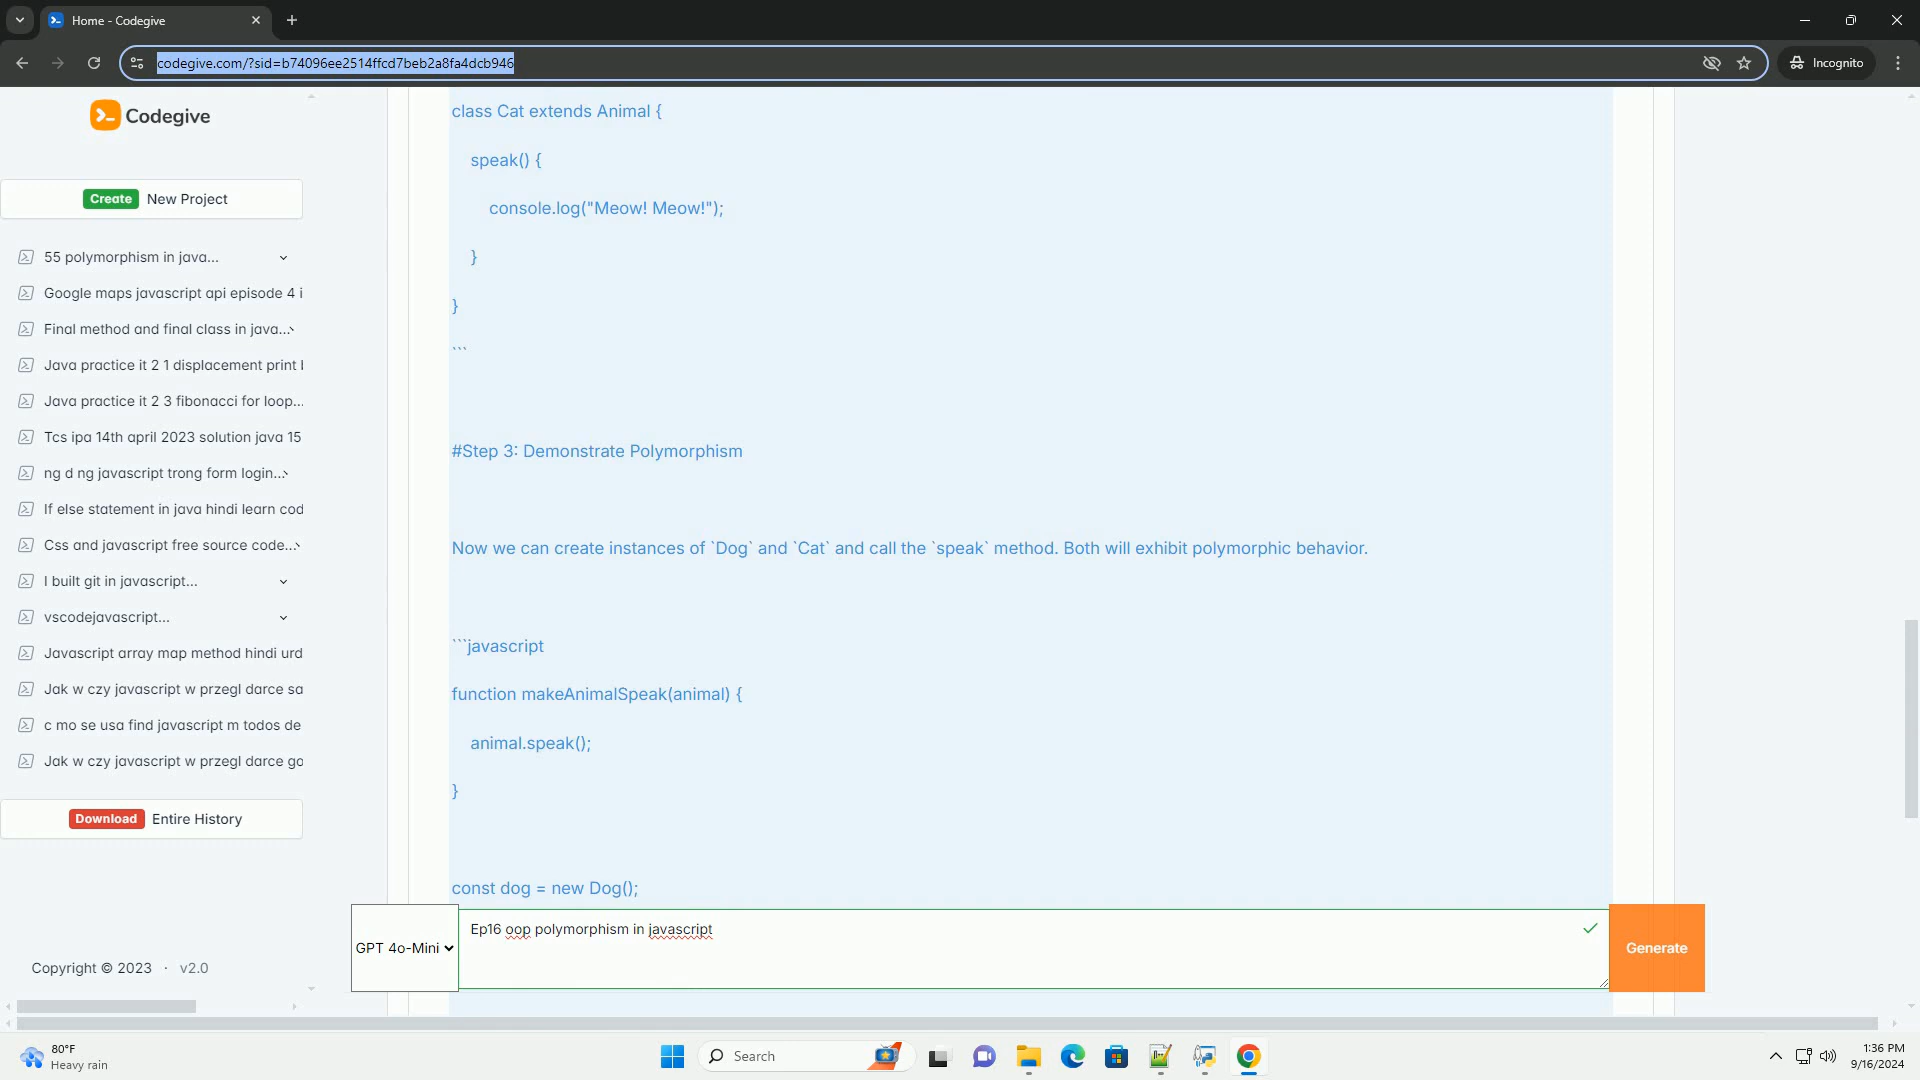 Home - Codegive
codegive.com/?sid=b74096ee2514ffcd7beb2a8fa4dcb946
Incognito
Codegive
Create New Project
55 polymorphism in java...
Google maps javascript api episode 4 i
Final method and final class in java...
Java practice it 2 1 displacement print
Java practice it 2 3 fibonacci for loop...
Tcs ipa 14th april 2023 solution java 15
ng d ng javascript trong form login...
If else statement in java hindi learn cod
Css and javascript free source code...
I built git in javascript...
vscodejavascript...
Javascript array map method hindi urd
Jak w czy javascript w przegl darce sa
c mo se usa find javascript m todos de
Jak w czy javascript w przegl darce go
Download Entire History
Copyright © 2023 · v2.0
class Cat extends Animal {
speak() {
console.log("Meow! Meow!");
}
}
```
#Step 3: Demonstrate Polymorphism
Now we can create instances of `Dog` and `Cat` and call the `speak` method. Both will exhibit polymorphic behavior.
```javascript
function makeAnimalSpeak(animal) {
animal.speak();
}
const dog = new Dog();
GPT 4o-Mini
Ep16 oop polymorphism in javascript
Generate
80°F
Heavy rain
Search
1:36 PM
9/16/2024